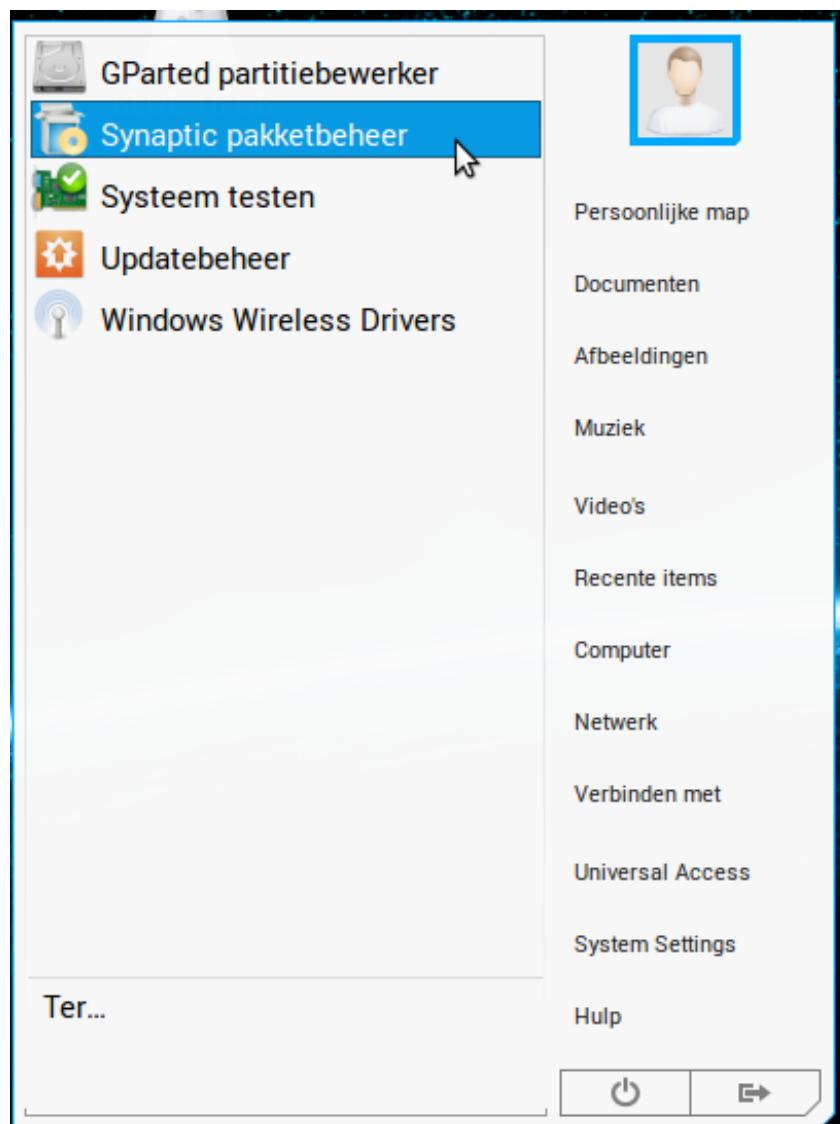 GParted partitiebewerker
Synaptic pakketbeheer
Systeem testen
Updatebeheer
Windows Wireless Drivers
Ter...
Persoonlijke map
Documenten
Afbeeldingen
Muziek
Video's
Recente items
Computer
Netwerk
Verbinden met
Universal Access
System Settings
Hulp